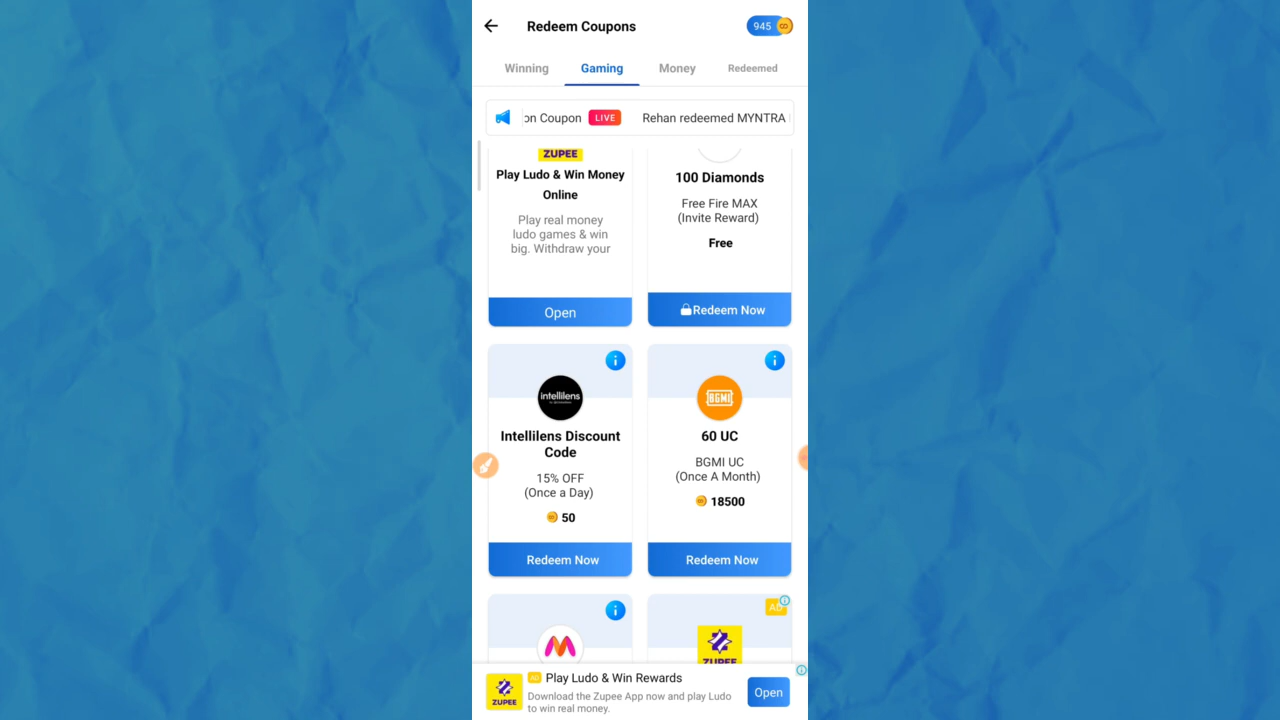 Redeem Coupons
945
Winning
Gaming
Money
Redeemed
on Coupon
LIVE
Rehan redeemed MYNTRA
ZUPEE
Play Ludo & Win Money
Online
Play real money
ludo games & win
big. Withdraw your
Open
100 Diamonds
Free Fire MAX
(Invite Reward)
Free
Redeem Now
intellilens
Intellilens Discount
Code
15% OFF
(Once a Day)
50
Redeem Now
BGMI
60 UC
BGMI UC
(Once A Month)
18500
Redeem Now
Ad
ZUPEE
ZUPEE
Ad
Play Ludo & Win Rewards
Download the Zupee App now and play Ludo
to win real money.
Open